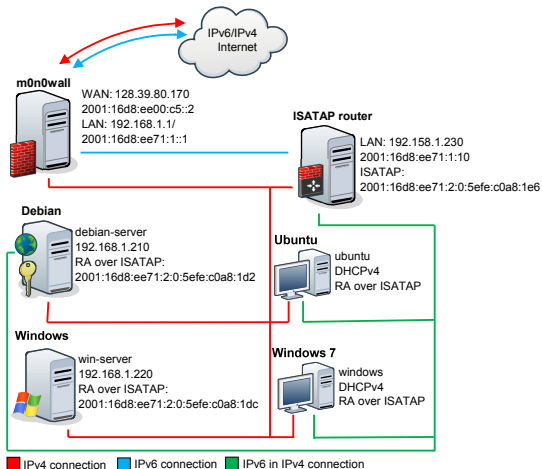 IPv6/IPv4
Internet
m0n0wall
WAN: 128.39.80.170
2001:16d8:ee00:c5::2
LAN: 192.168.1.1/
2001:16d8:ee71:1::1
ISATAP router
LAN: 192.158.1.230
2001:16d8:ee71:1:10
ISATAP:
2001:16d8:ee71:2:0:5efe:c0a8:1e6
Debian
debian-server
192.168.1.210
RA over ISATAP:
2001:16d8:ee71:2:0:5efe:c0a8:1d2
Ubuntu
ubuntu
DHCPv4
RA over ISATAP
Windows
win-server
192.168.1.220
RA over ISATAP:
2001:16d8:ee71:2:0:5efe:c0a8:1dc
Windows 7
windows
DHCPv4
RA over ISATAP
IPv4 connection
IPv6 connection
IPv6 in IPv4 connection